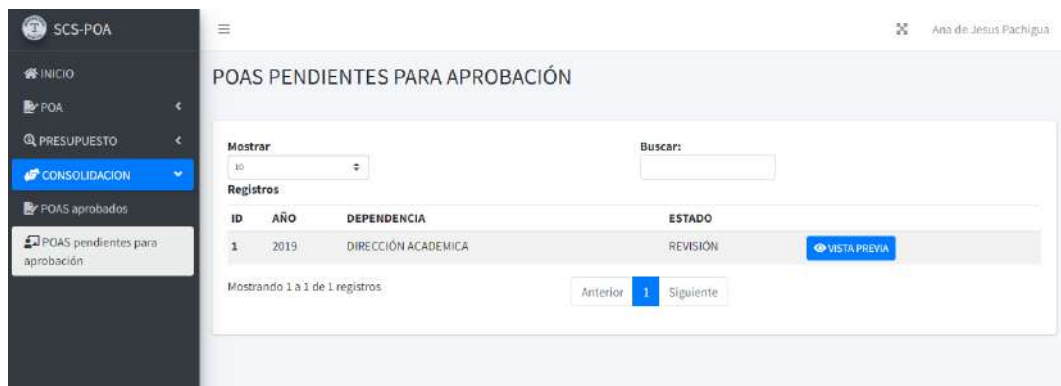 SCS-POA
Ana de Jesus Pachigua
INICIO
POA
PRESUPUESTO
CONSOLIDACION
POAS aprobados
POAS pendientes para
aprobación
POAS PENDIENTES PARA APROBACIÓN
Mostrar
10
Registros
Buscar:
ID AÑO DEPENDENCIA ESTADO
1 2019 DIRECCIÓN ACADEMICA REVISIÓN VISTA PREVIA
Mostrando 1 a 1 de 1 registros
Anterior 1 Siguiente